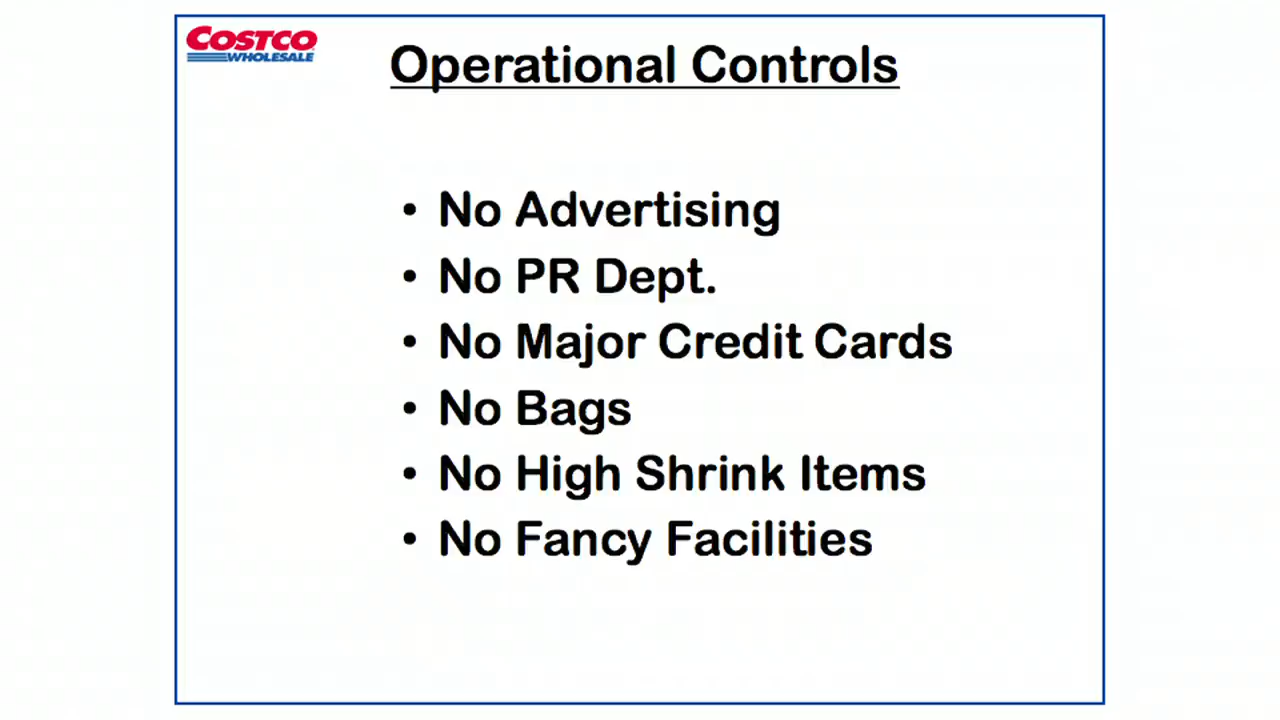 COSTCO
WHOLESALE
Operational Controls
• No Advertising
• No PR Dept.
• No Major Credit Cards
• No Bags
• No High Shrink Items
• No Fancy Facilities